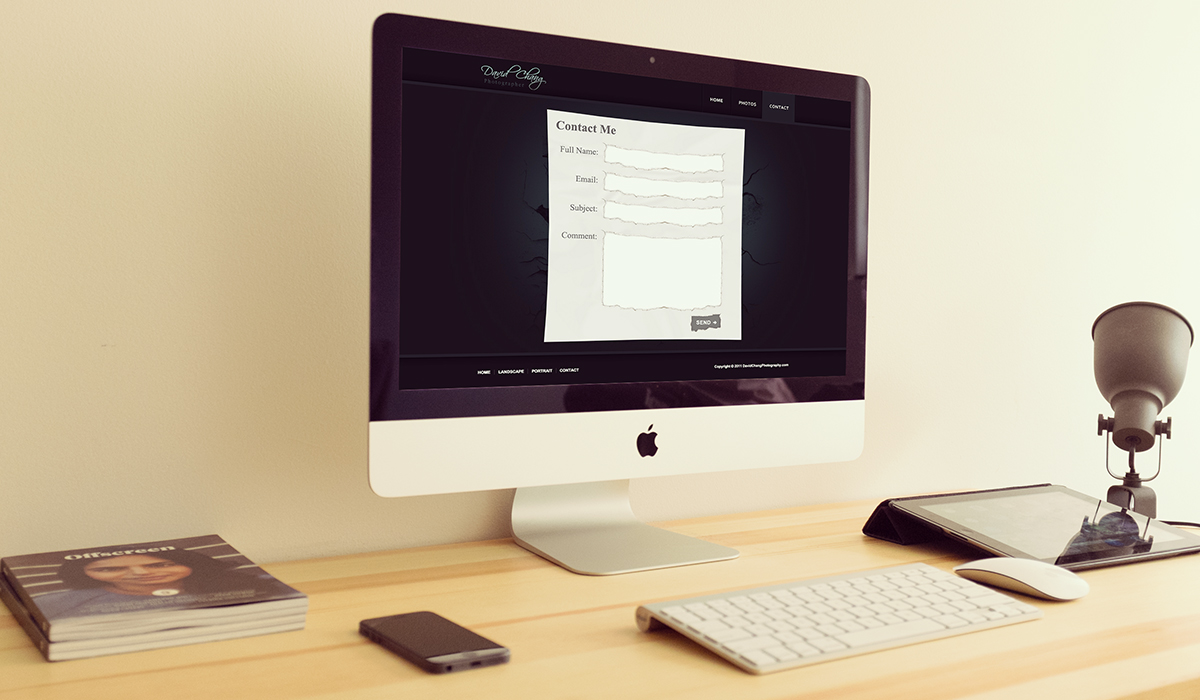 David Chang
Photographer
HOME
PHOTOS
CONTACT
Contact Me
Full Name:
Email:
Subject:
Comment:
SEND
HOME LANDSCAPE PORTRAIT CONTACT
Copyright © 2011 DavidChangPhotography.com
Offscreen